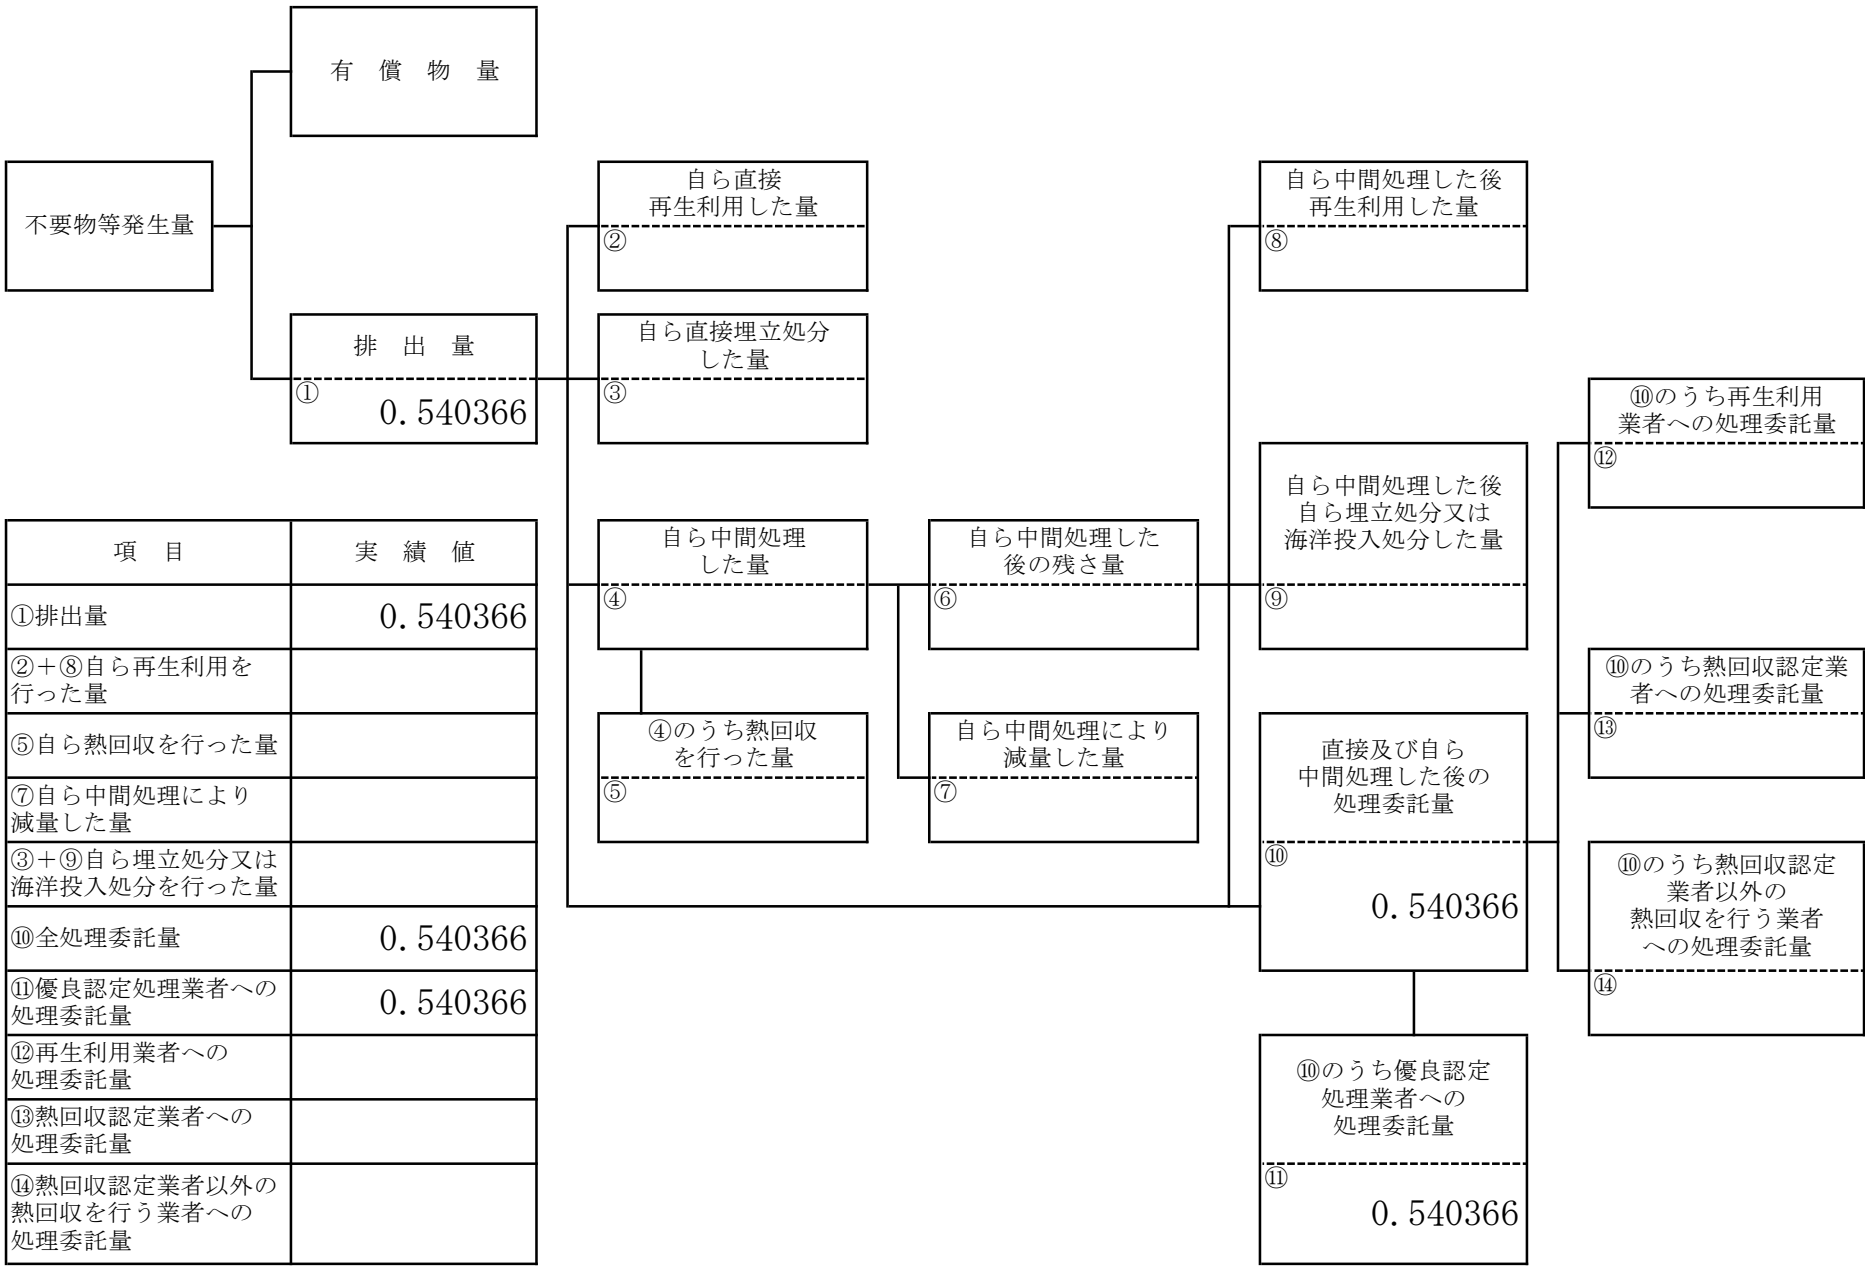 有 償 物 量
不要物等発生量
排 出 量
①
0.540366
自ら直接
再生利用した量
②
自ら直接埋立処分
した量
③
自ら中間処理
した量
④
④のうち熱回収
を行った量
⑤
自ら中間処理した
後の残さ量
⑥
自ら中間処理により
減量した量
⑦
自ら中間処理した後
再生利用した量
⑧
自ら中間処理した後
自ら埋立処分又は
海洋投入処分した量
⑨
直接及び自ら
中間処理した後の
処理委託量
⑩
0.540366
⑩のうち優良認定
処理業者への
処理委託量
⑪
0.540366
⑩のうち再生利用
業者への処理委託量
⑫
⑩のうち熱回収認定業
者への処理委託量
⑬
⑩のうち熱回収認定
業者以外の
熱回収を行う業者
への処理委託量
⑭
項 目 実 績 値
①排出量 0.540366
②＋⑧自ら再生利用を
行った量
⑤自ら熱回収を行った量
⑦自ら中間処理により
減量した量
③＋⑨自ら埋立処分又は
海洋投入処分を行った量
⑩全処理委託量 0.540366
⑪優良認定処理業者への
処理委託量 0.540366
⑫再生利用業者への
処理委託量
⑬熱回収認定業者への
処理委託量
⑭熱回収認定業者以外の
熱回収を行う業者への
処理委託量